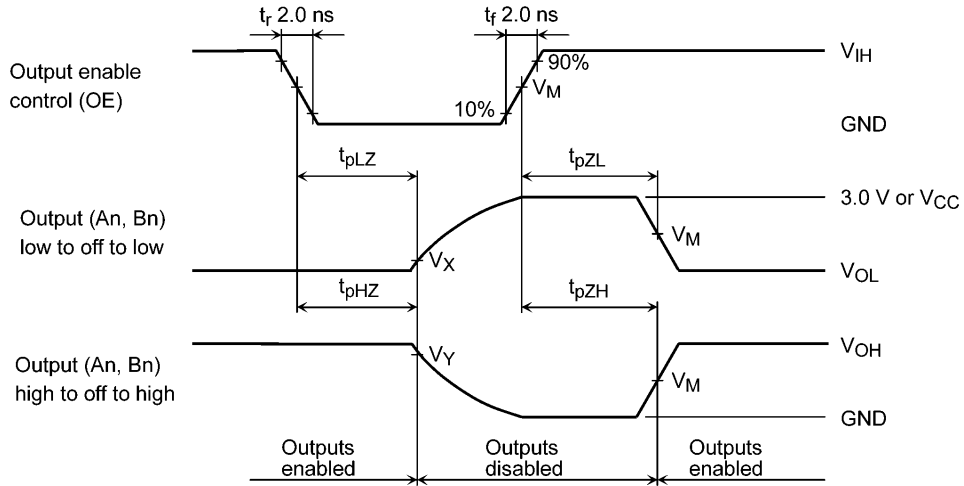 tr 2.0 ns
tf 2.0 ns
Output enable
control (OE)
90%
VM
10%
VIH
GND
tpLZ
tpZL
Output (An, Bn)
low to off to low
3.0 V or VCC
VM
VX
VOL
tpHZ
tpZH
Output (An, Bn)
high to off to high
VY
VOH
VM
GND
Outputs
enabled
Outputs
disabled
Outputs
enabled